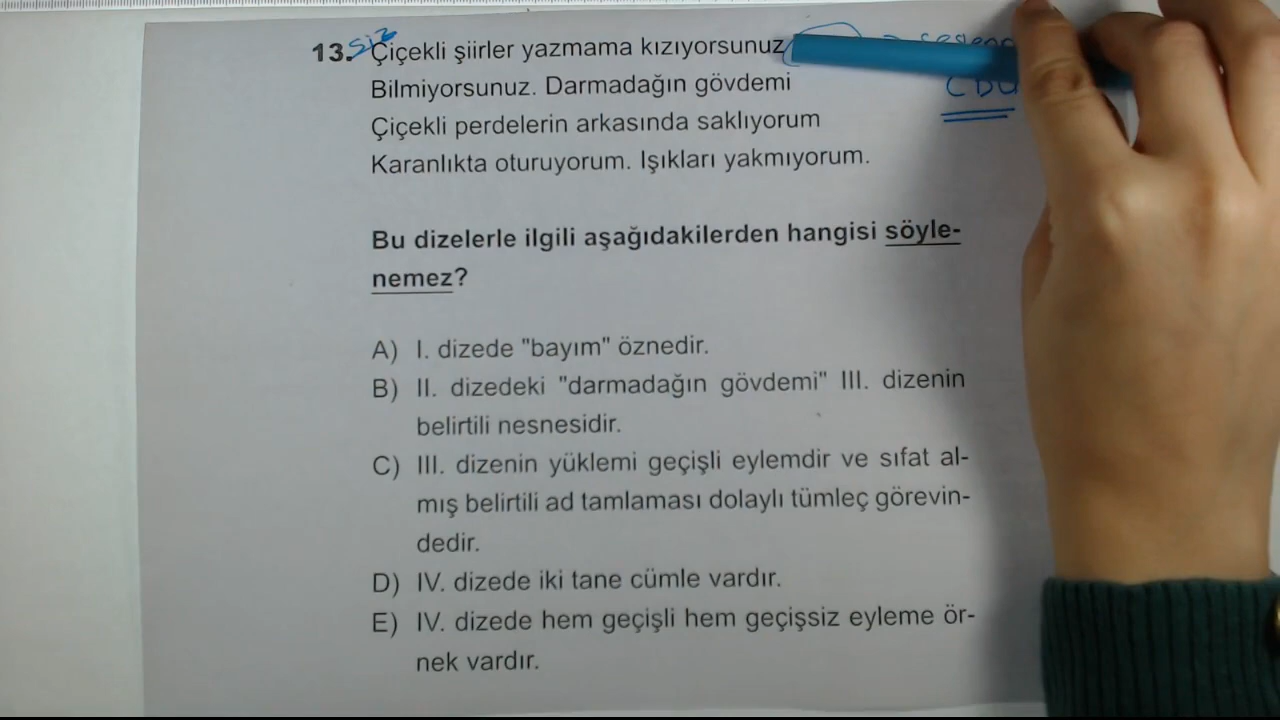 siz
13. Çiçekli şiirler yazmama kızıyorsunuz
Bilmiyorsunuz. Darmadağın gövdemi
CDU
Çiçekli perdelerin arkasında saklıyorum
Karanlıkta oturuyorum. Işıkları yakmıyorum.
Bu dizelerle ilgili aşağıdakilerden hangisi söyle-
nemez?
A) I. dizede "bayım" öznedir.
B) II. dizedeki "darmadağın gövdemi" III. dizenin
belirtili nesnesidir.
C) III. dizenin yüklemi geçişli eylemdir ve sıfat al-
mış belirtili ad tamlaması dolaylı tümleç görevin-
dedir.
D) IV. dizede iki tane cümle vardır.
E) IV. dizede hem geçişli hem geçişsiz eyleme ör-
nek vardır.